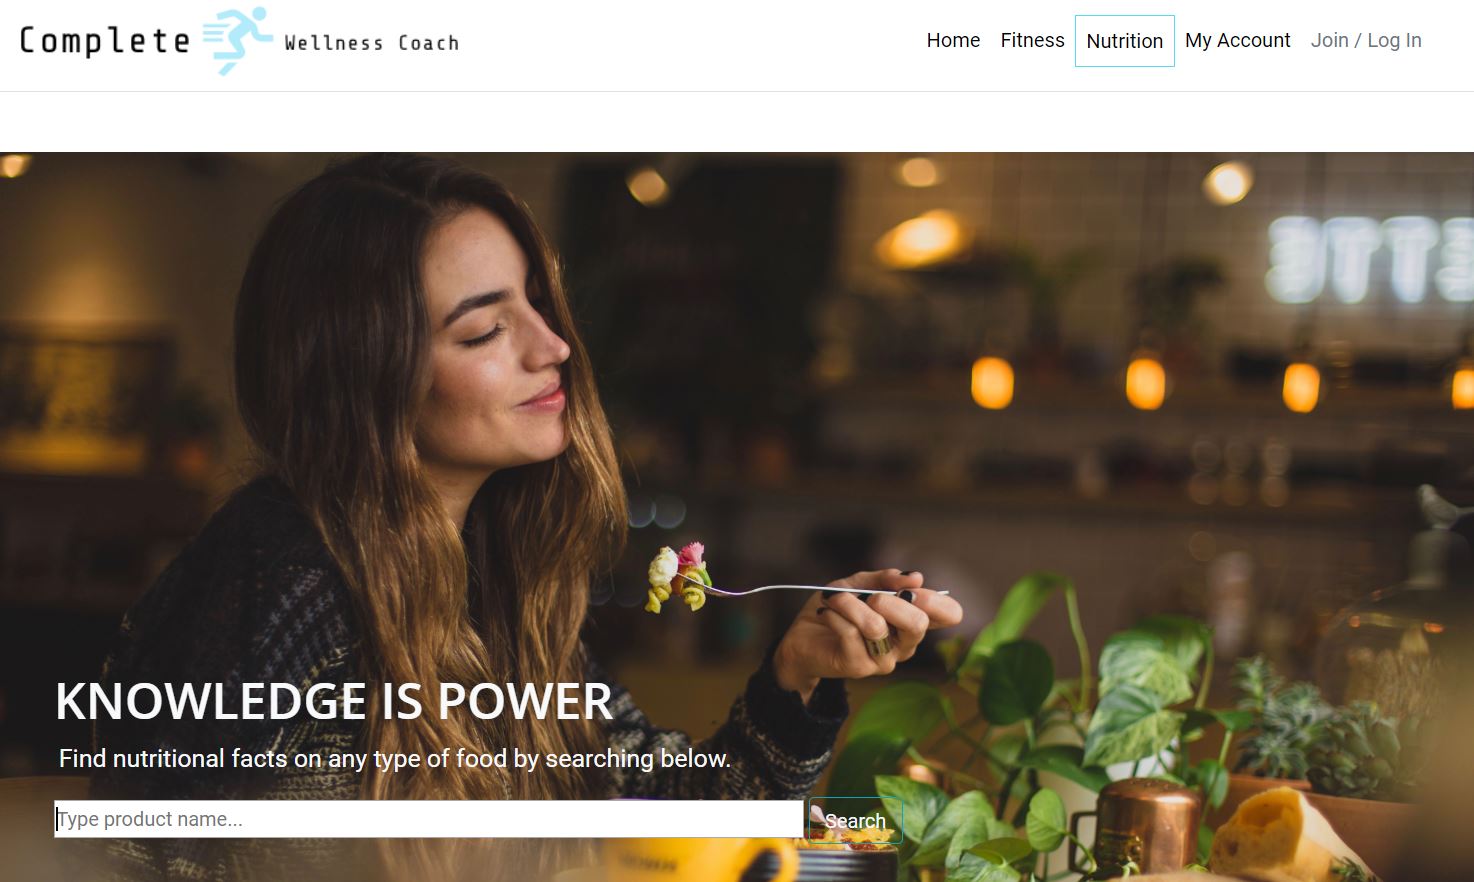 Complete Wellness Coach
Home Fitness Nutrition My Account Join / Log In
KNOWLEDGE IS POWER
Find nutritional facts on any type of food by searching below.
Type product name... Search